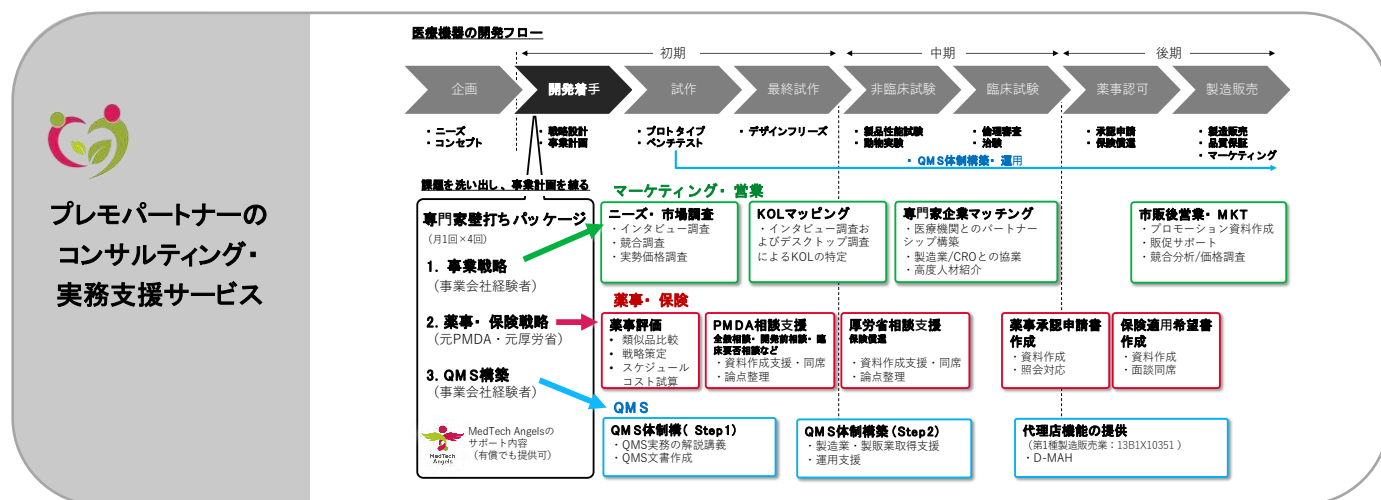 プレモパートナーの
コンサルティング・
実務支援サービス
医療機器の開発フロー
初期
中期
後期
企画
開発着手
試作
最終試作
非臨床試験
臨床試験
薬事認可
製造販売
・ニーズ
・コンセプト
・戦略設計
・事業計画
・プロトタイプ
・ベンチテスト
・デザインフリーズ
・製品性能試験
・動物実験
・倫理審査
・治験
・承認申請
・保険償還
・製造販売
・品質保証
・マーケティング
・QMS体制構築・運用
課題を洗い出し、事業計画を練る
専門家壁打ちパッケージ
（月1回×4回）
1. 事業戦略
（事業会社経験者）
2. 薬事・保険戦略
（元PMDA・元厚労省）
3. QMS構築
（事業会社経験者）
MedTech
Angels
MedTech Angelsの
サポート内容
（有償でも提供可）
マーケティング・営業
ニーズ・市場調査
・インタビュー調査
・競合調査
・実勢価格調査
KOLマッピング
・インタビュー調査お
よびデスクトップ調査
によるKOLの特定
専門家企業マッチング
・医療機関とのパートナー
シップ構築
・製造業/CROとの協業
・高度人材紹介
市販後営業・MKT
・プロモーション資料作成
・販促サポート
・競合分析/価格調査
薬事・保険
薬事評価
• 類似品比較
• 戦略策定
• スケジュール
コスト試算
PMDA相談支援
全般相談・開発前相談・臨
床要否相談など
・資料作成支援・同席
・論点整理
厚労省相談支援
保険償還
・資料作成支援・同席
・論点整理
薬事承認申請書
作成
・資料作成
・照会対応
保険適用希望書
作成
・資料作成
・面談同席
QMS
QMS体制構（Step1）
・QMS実務の解説講義
・QMS文書作成
QMS体制構築（Step2）
・製造業・製販業取得支援
・運用支援
代理店機能の提供
（第1種製造販売業：13B1X10351）
・D-MAH